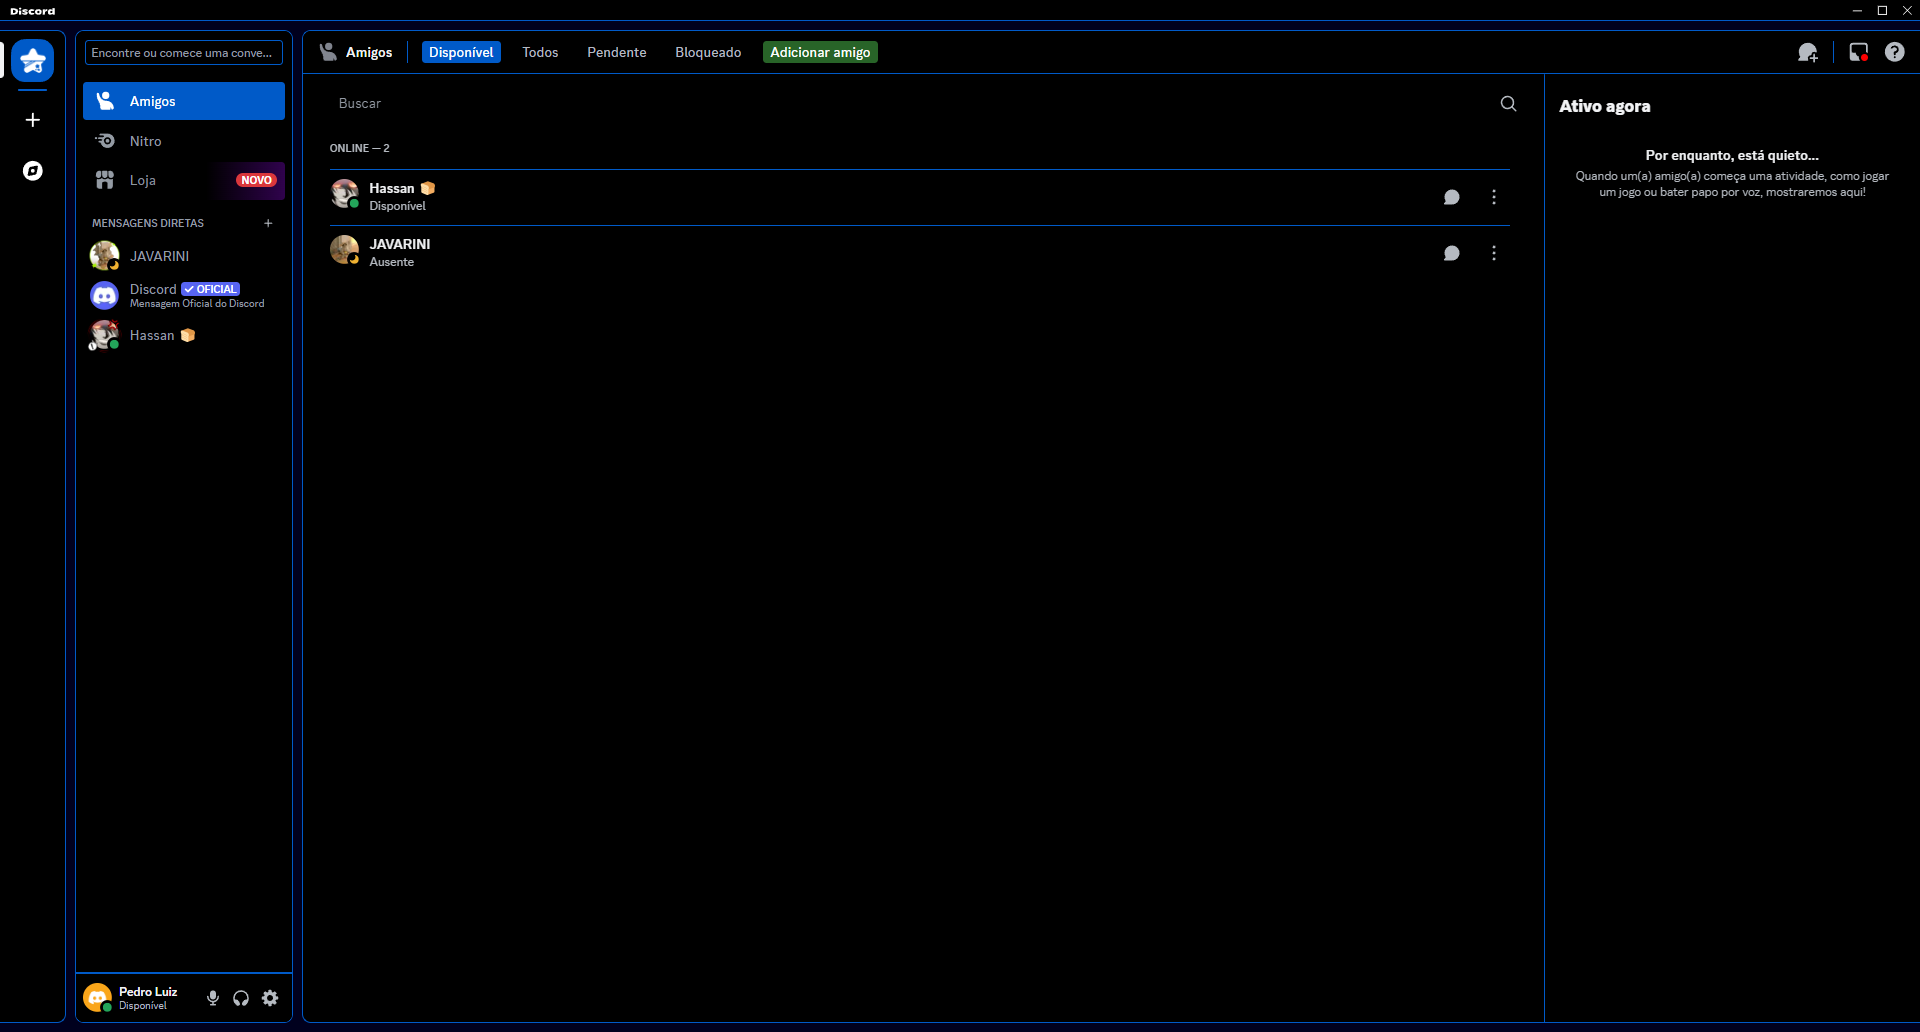 Discord
Encontre ou comece uma conve...
Amigos
Nitro
Loja
NOVO
MENSAGENS DIRETAS
JAVARINI
Discord OFICIAL
Mensagem Oficial do Discord
Hassan
Pedro Luiz
Disponível
Amigos
Disponível
Todos
Pendente
Bloqueado
Adicionar amigo
Buscar
ONLINE — 2
Hassan
Disponível
JAVARINI
Ausente
Ativo agora
Por enquanto, está quieto...
Quando um(a) amigo(a) começa uma atividade, como jogar
um jogo ou bater papo por voz, mostraremos aqui!